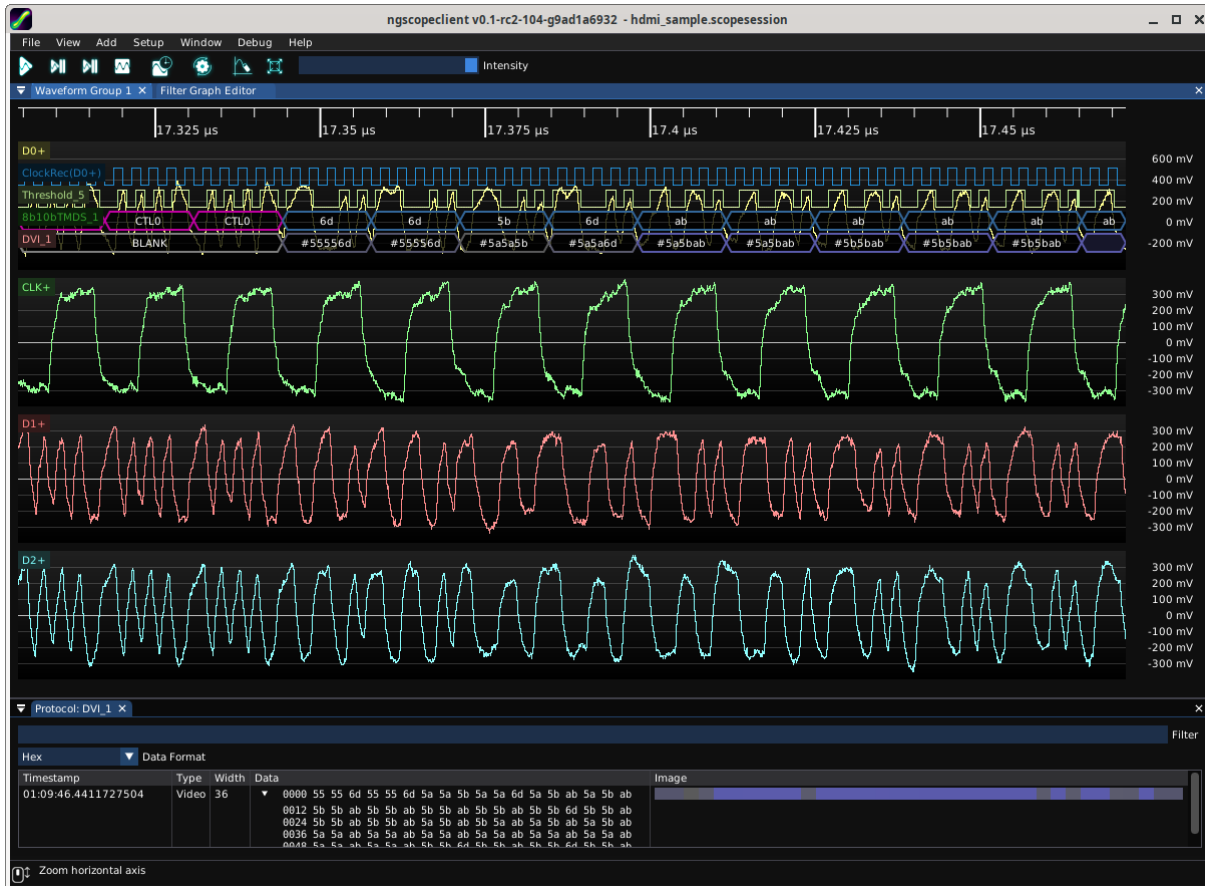 ngscopeclient v0.1-rc2-104-g9ad1a6932 - hdmi_sample.scopesession
File View Add Setup Window Debug Help
Intensity
Waveform Group 1 Filter Graph Editor
17.325 µs 17.35 µs 17.375 µs 17.4 µs 17.425 µs 17.45 µs
D0+
600 mV
ClockRec(D0+)
400 mV
Threshold_5
200 mV
8b10bTMDS_1 CTL0 CTL0 6d 6d 5b 6d ab ab ab ab ab ab
0 mV
DVI_1 BLANK #55556d #55556d #5a5a5b #5a5a6d #5a5bab #5a5bab #5b5bab #5b5bab #5b5bab
-200 mV
CLK+
300 mV
200 mV
100 mV
0 mV
-100 mV
-200 mV
-300 mV
D1+
300 mV
200 mV
100 mV
0 mV
-100 mV
-200 mV
-300 mV
D2+
300 mV
200 mV
100 mV
0 mV
-100 mV
-200 mV
-300 mV
Protocol: DVI_1
Filter
Hex Data Format
Timestamp Type Width Data Image
01:09:46.4411727504 Video 36 0000 55 55 6d 55 55 6d 5a 5a 5b 5a 5a 6d 5a 5b ab 5a 5b ab
0012 5b 5b ab 5b 5b ab 5b 5b ab 5b 5b 6d 5b 5b ab
0024 5b 5b ab 5b 5b ab 5b 5a ab 5a 5b ab 5a 5b ab
0036 5a 5a ab 5a 5a ab 5a 5a ab 5a 5a ab 5a 5a ab
0048 5a 5a ab 5a 5a ab 5b 5b 6d 5b 5b ab 5b 5b 6d 5b 5b ab
Zoom horizontal axis